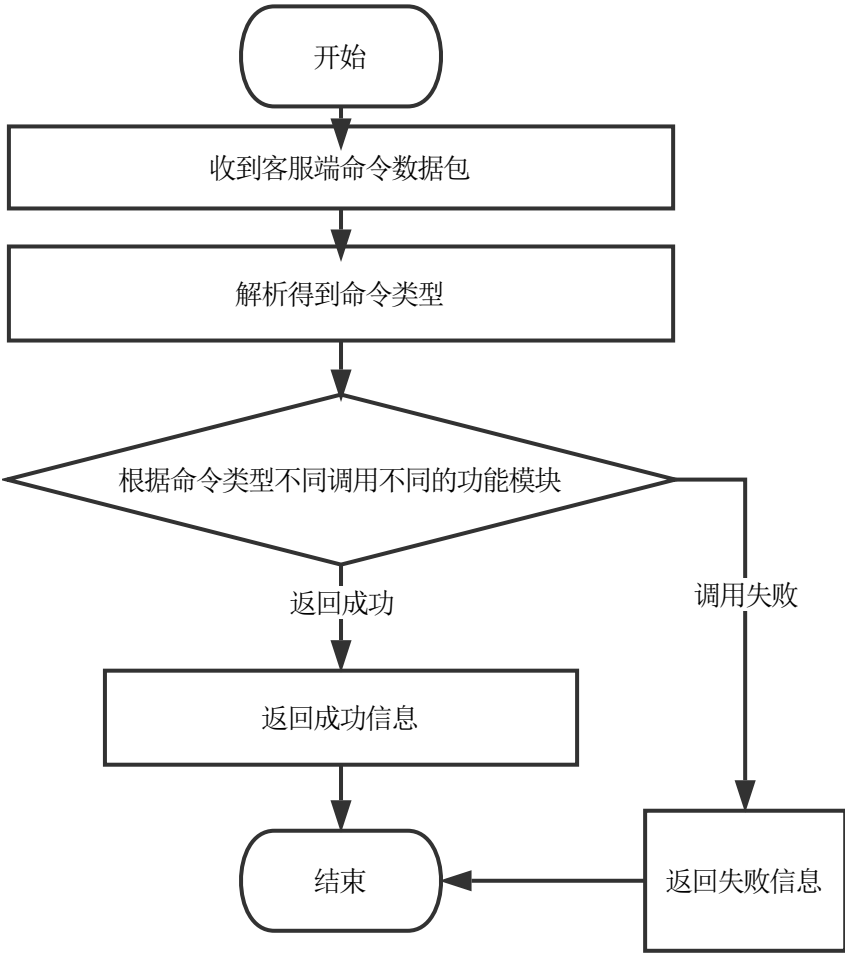 开始
收到客服端命令数据包
解析得到命令类型
根据命令类型不同调用不同的功能模块
返回成功
调用失败
返回成功信息
结束
返回失败信息